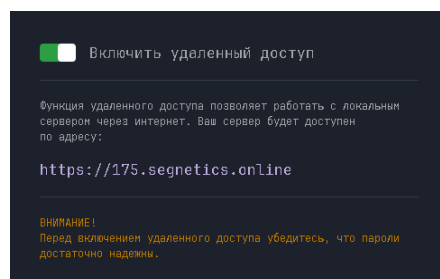 Включить удаленный доступ
Функция удаленного доступа позволяет работать с локальным
сервером через интернет. Ваш сервер будет доступен
по адресу:
https://175.segnetics.online
ВНИМАНИЕ!
Перед включением удаленного доступа убедитесь, что пароли
достаточно надежны.